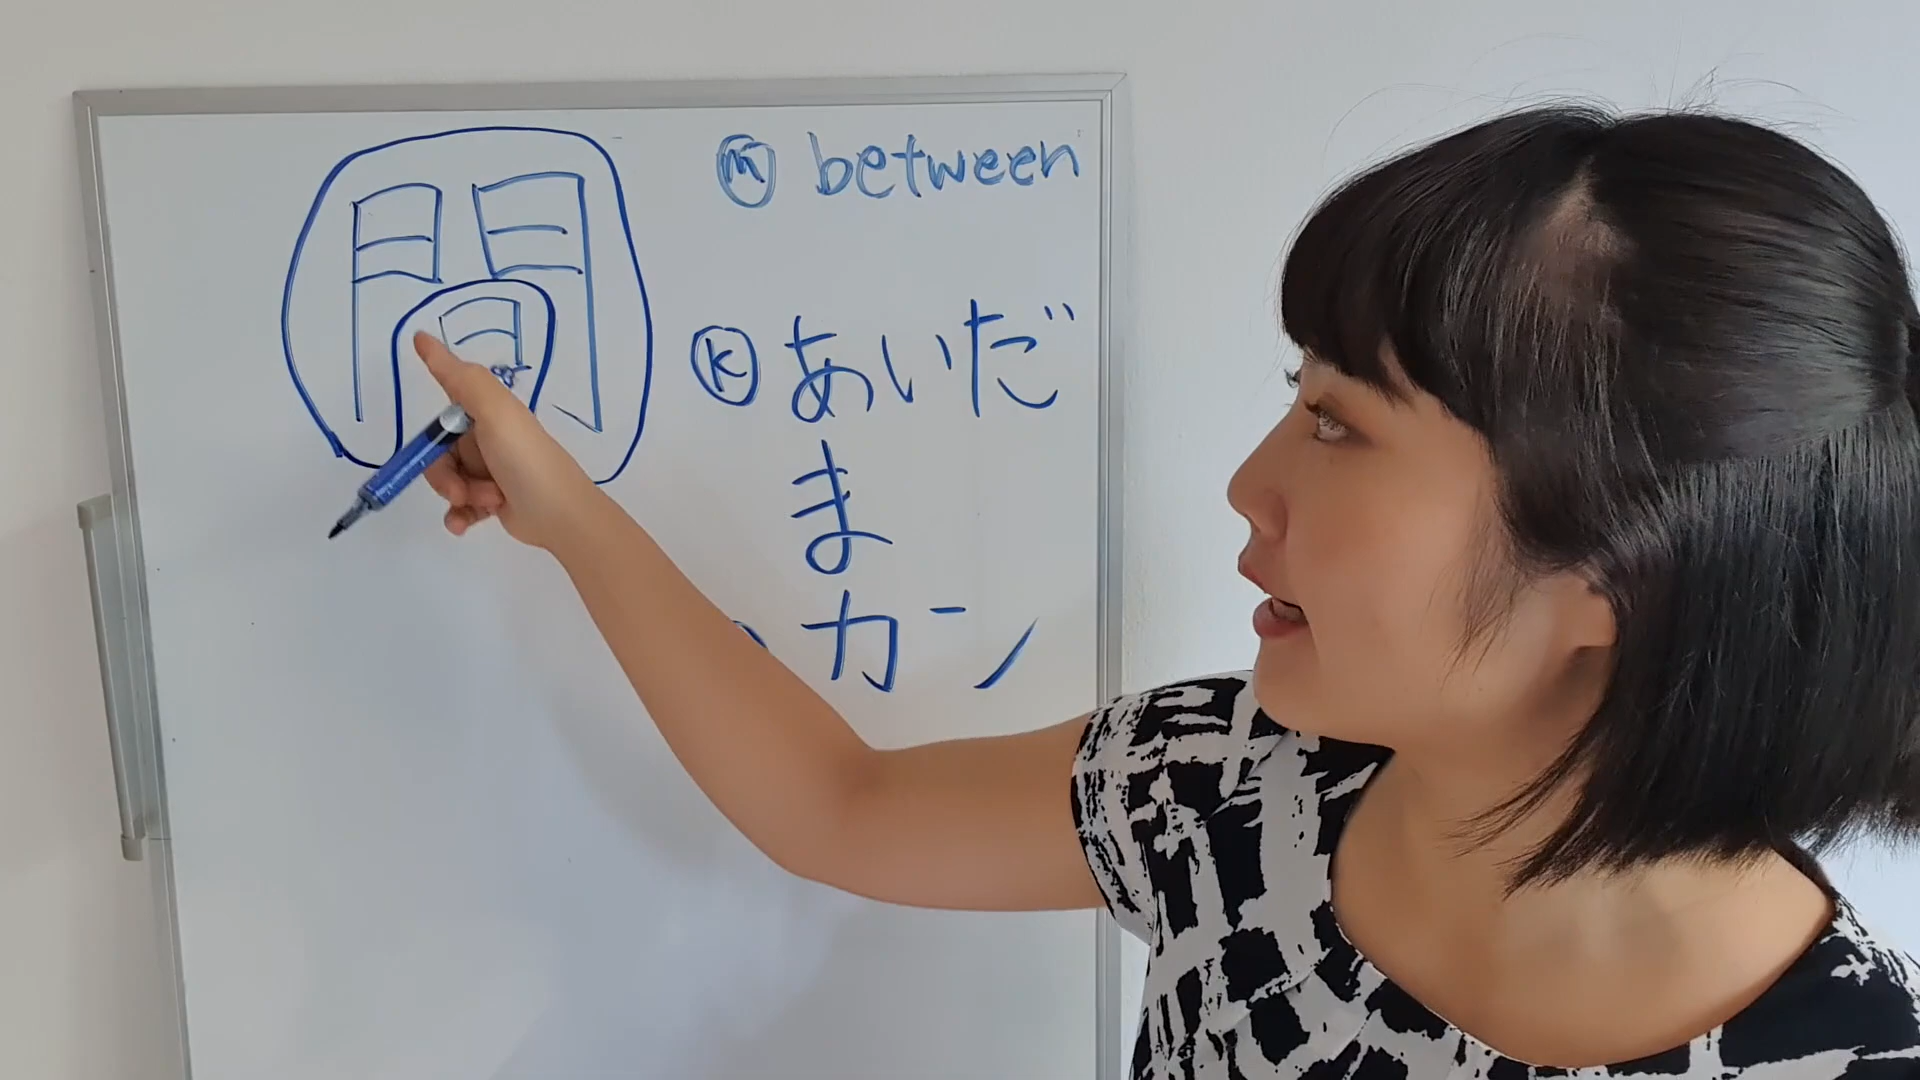 間
Ⓜ between
Ⓚ あいだ
ま
カン